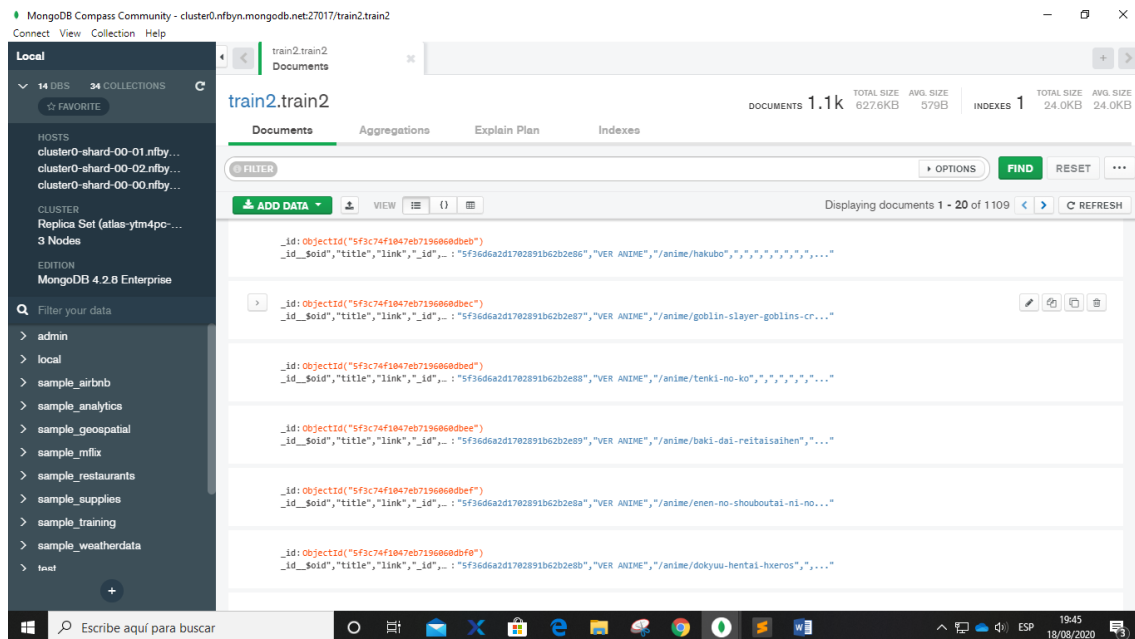 MongoDB Compass Community - cluster0.nfbyn.mongodb.net:27017/train2.train2
Connect View Collection Help
Local
train2.train2
Documents
14 DBS 34 COLLECTIONS
FAVORITE
train2.train2
DOCUMENTS 1.1k TOTAL SIZE 627.6KB AVG. SIZE 579B INDEXES 1 TOTAL SIZE 24.0KB AVG. SIZE 24.0KB
Documents Aggregations Explain Plan Indexes
HOSTS
cluster0-shard-00-01.nfby...
cluster0-shard-00-02.nfby...
cluster0-shard-00-00.nfby...
FILTER OPTIONS FIND RESET ...
CLUSTER
Replica Set (atlas-ytm4pc-...
3 Nodes
ADD DATA VIEW {} Displaying documents 1 - 20 of 1109 REFRESH
EDITION
MongoDB 4.2.8 Enterprise
Filter your data
admin
local
sample_airbnb
sample_analytics
sample_geospatial
sample_mflix
sample_restaurants
sample_supplies
sample_training
sample_weatherdata
test
_id: ObjectId("5f3c74f1047eb7196060dbeb")
_id__$oid","title","link","_id",… : "5f36d6a2d1702891b62b2e86","VER ANIME","/anime/hakubo",",",",",",",",..."
_id: ObjectId("5f3c74f1047eb7196060dbec")
_id__$oid","title","link","_id",… : "5f36d6a2d1702891b62b2e87","VER ANIME","/anime/goblin-slayer-goblins-cr..."
_id: ObjectId("5f3c74f1047eb7196060dbed")
_id__$oid","title","link","_id",… : "5f36d6a2d1702891b62b2e88","VER ANIME","/anime/tenki-no-ko",",",",",","..."
_id: ObjectId("5f3c74f1047eb7196060dbee")
_id__$oid","title","link","_id",… : "5f36d6a2d1702891b62b2e89","VER ANIME","/anime/baki-dai-reitaisaihen","..."
_id: ObjectId("5f3c74f1047eb7196060dbef")
_id__$oid","title","link","_id",… : "5f36d6a2d1702891b62b2e8a","VER ANIME","/anime/enen-no-shouboutai-ni-no..."
_id: ObjectId("5f3c74f1047eb7196060dbf0")
_id__$oid","title","link","_id",… : "5f36d6a2d1702891b62b2e8b","VER ANIME","/anime/dokyuu-hentai-hxeros",",..."
Escribe aquí para buscar
ESP
19:45
18/08/2020
3